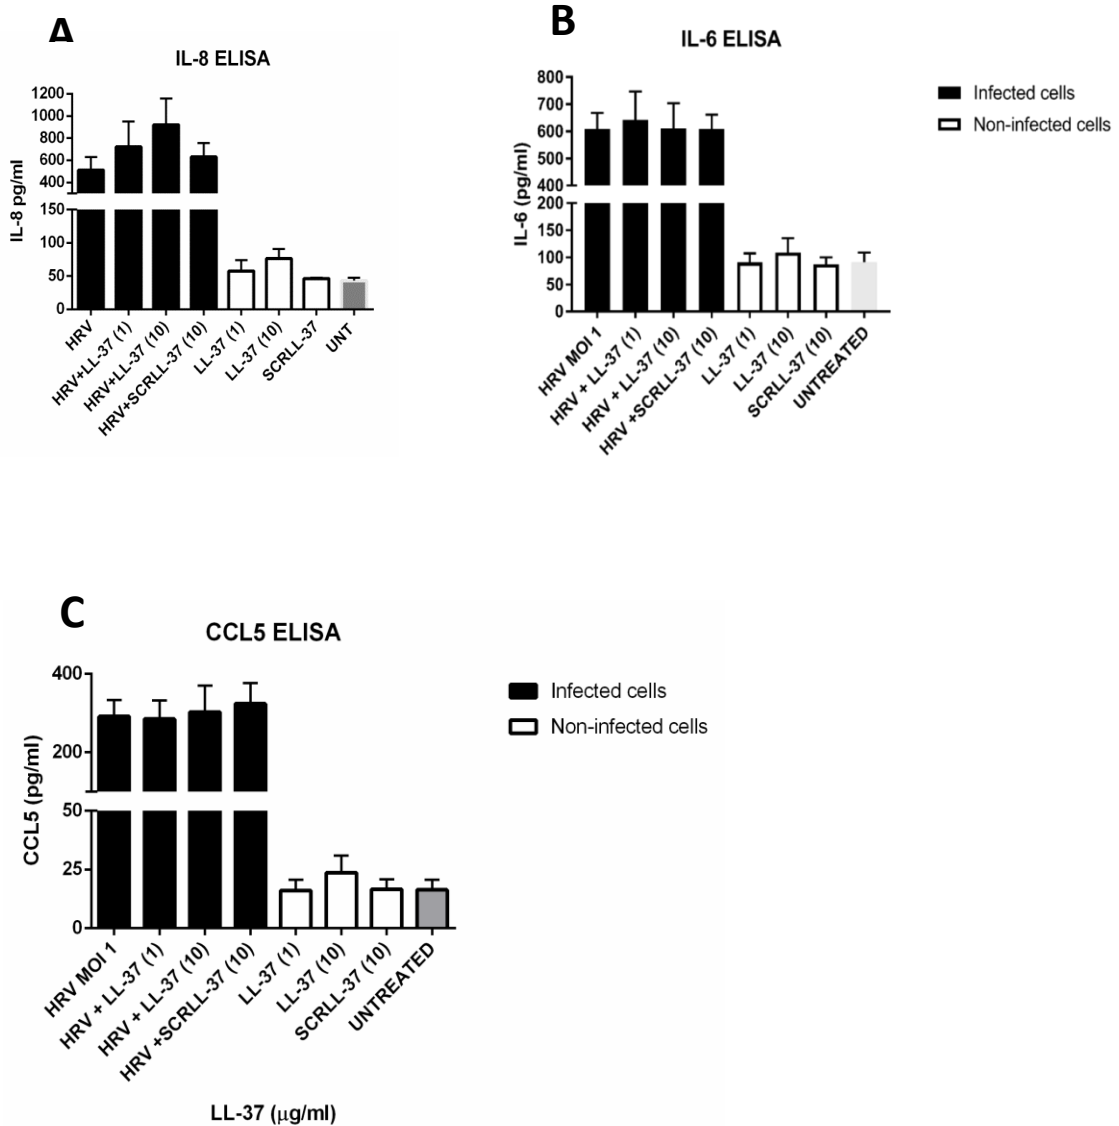 A
IL-8 ELISA
IL-8 pg/ml
1200
1000
800
600
400
150
100
50
0
HRV
HRV+LL-37 (1)
HRV+LL-37 (10)
HRV+SCRLL-37 (10)
LL-37 (1)
LL-37 (10)
SCRLL-37
UNT
B
IL-6 ELISA
IL-6 (pg/ml)
800
700
600
500
400
200
150
100
50
0
HRV MOI 1
HRV + LL-37 (1)
HRV + LL-37 (10)
HRV +SCRLL-37 (10)
LL-37 (1)
LL-37 (10)
SCRLL-37 (10)
UNTREATED
Infected cells
Non-infected cells
C
CCL5 ELISA
CCL5 (pg/ml)
400
200
50
25
0
HRV MOI 1
HRV + LL-37 (1)
HRV + LL-37 (10)
HRV +SCRLL-37 (10)
LL-37 (1)
LL-37 (10)
SCRLL-37 (10)
UNTREATED
LL-37 (μg/ml)
Infected cells
Non-infected cells